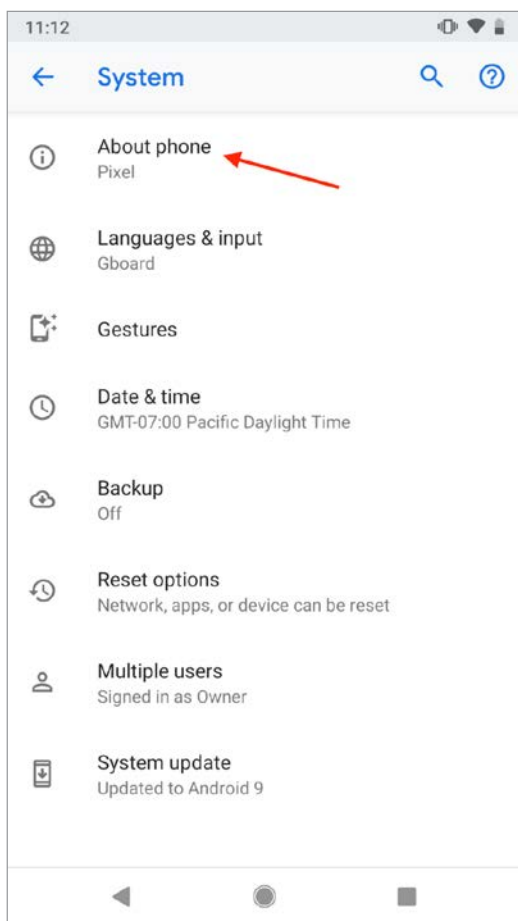 11:12
System
About phone
Pixel
Languages & input
Gboard
Gestures
Date & time
GMT-07:00 Pacific Daylight Time
Backup
Off
Reset options
Network, apps, or device can be reset
Multiple users
Signed in as Owner
System update
Updated to Android 9